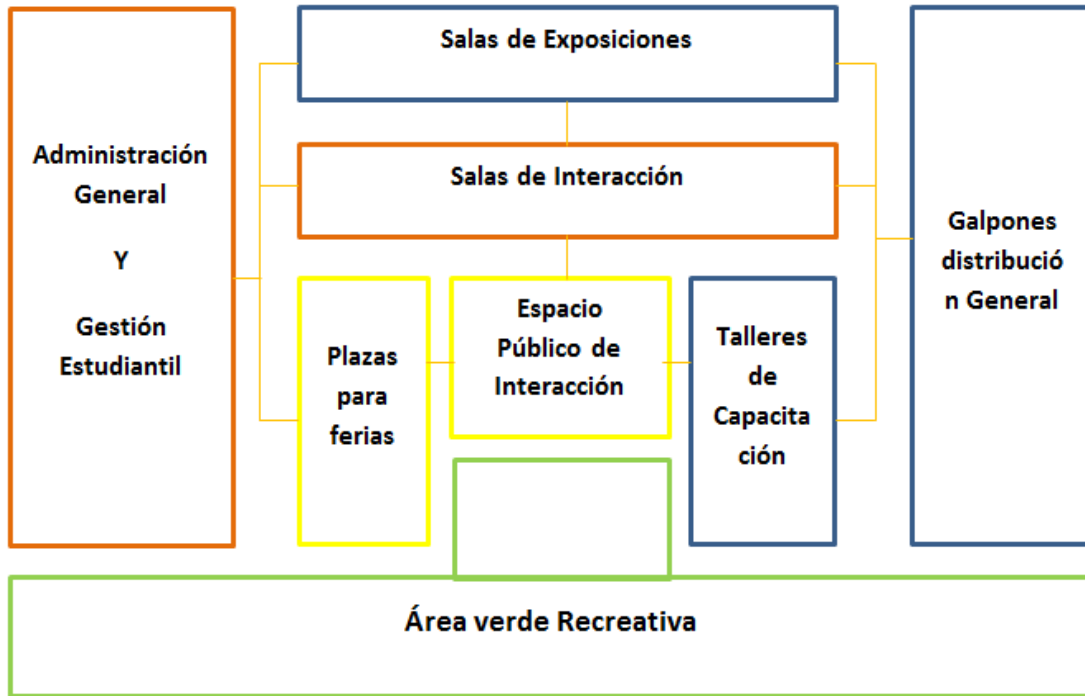 Salas de Exposiciones
Administración
General
Y
Gestión
Estudiantil
Salas de Interacción
Galpones
distribució
n General
Plazas
para
ferias
Espacio
Público de
Interacción
Talleres
de
Capacita
ción
Área verde Recreativa